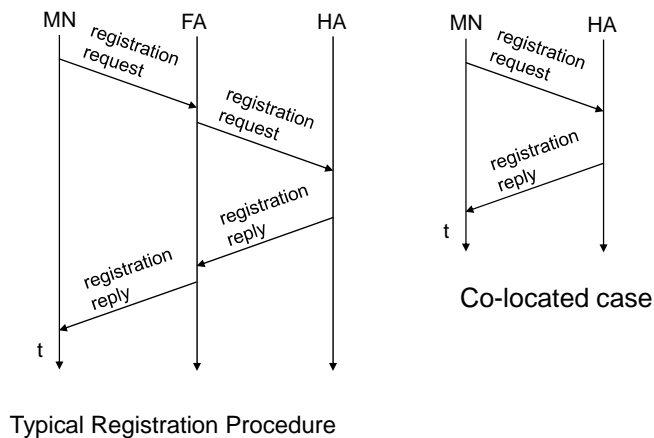 MN FA HA
registration
request
registration
request
registration
reply
registration
reply
t
Typical Registration Procedure
MN HA
registration
request
registration
reply
t
Co-located case